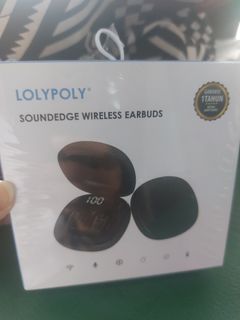 LOLYPOLY®
GARANSI
1 TAHUN
SOUNDEDGE WIRELESS EARBUDS
100